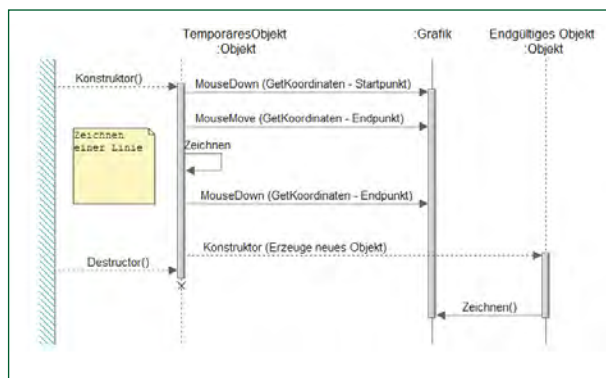 TemporäresObjekt
:Objekt
:Grafik
Endgültiges Objekt
:Objekt
Konstruktor()
MouseDown (GetKoordinaten - Startpunkt)
MouseMove (GetKoordinaten - Endpunkt)
Zeichnen
einer Linie
Zeichnen
MouseDown (GetKoordinaten - Endpunkt)
Konstruktor (Erzeuge neues Objekt)
Destructor()
Zeichnen()